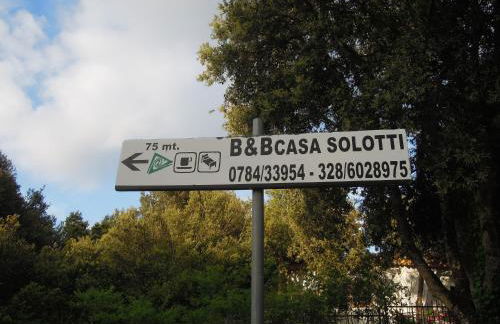 75 mt.
B&BCASA SOLOTTI
0784/33954 - 328/6028975